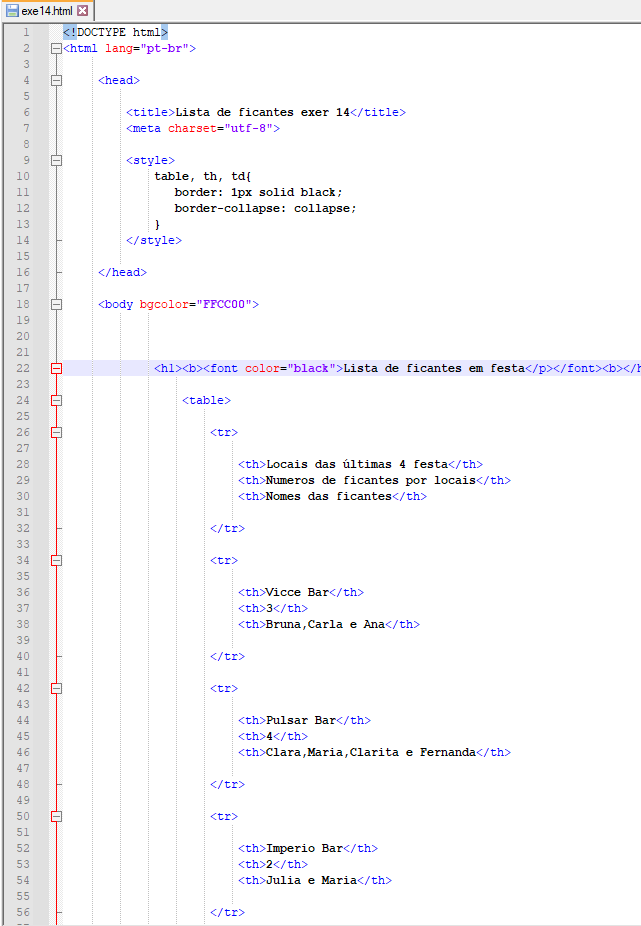 exe14.html
1 <!DOCTYPE html>
2 <html lang="pt-br">
3
4 <head>
5
6 <title>Lista de ficantes exer 14</title>
7 <meta charset="utf-8">
8
9 <style>
10 table, th, td{
11 border: 1px solid black;
12 border-collapse: collapse;
13 }
14 </style>
15
16 </head>
17
18 <body bgcolor="FFCC00">
19
20
21
22 <h1><b><font color="black">Lista de ficantes em festa</p></font><b></h
23
24 <table>
25
26 <tr>
27
28 <th>Locais das últimas 4 festa</th>
29 <th>Numeros de ficantes por locais</th>
30 <th>Nomes das ficantes</th>
31
32 </tr>
33
34 <tr>
35
36 <th>Vicce Bar</th>
37 <th>3</th>
38 <th>Bruna,Carla e Ana</th>
39
40 </tr>
41
42 <tr>
43
44 <th>Pulsar Bar</th>
45 <th>4</th>
46 <th>Clara,Maria,Clarita e Fernanda</th>
47
48 </tr>
49
50 <tr>
51
52 <th>Imperio Bar</th>
53 <th>2</th>
54 <th>Julia e Maria</th>
55
56 </tr>